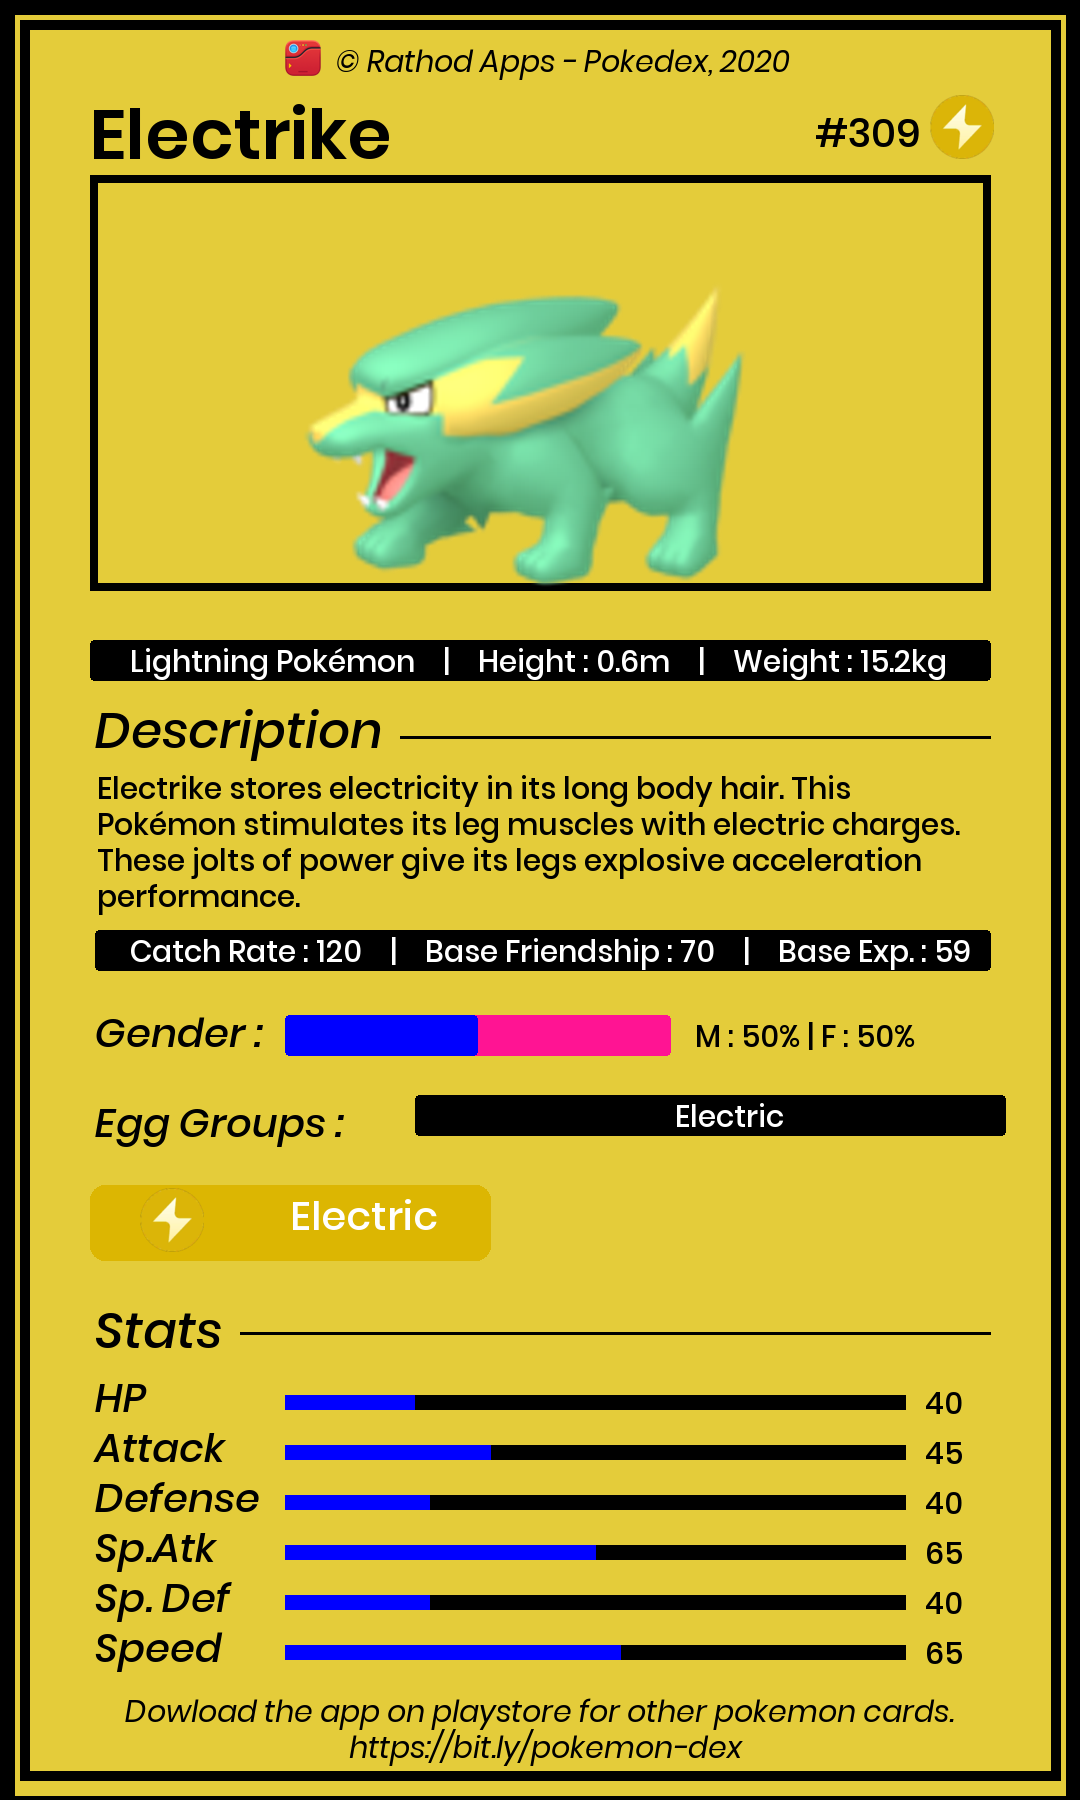 © Rathod Apps - Pokedex, 2020
Electrike
#309
Lightning Pokémon | Height : 0.6m | Weight : 15.2kg
Description
Electrike stores electricity in its long body hair. This
Pokémon stimulates its leg muscles with electric charges.
These jolts of power give its legs explosive acceleration
performance.
Catch Rate : 120 | Base Friendship : 70 | Base Exp. : 59
Gender : M : 50% | F : 50%
Egg Groups : Electric
Electric
Stats
HP 40
Attack 45
Defense 40
Sp.Atk 65
Sp. Def 40
Speed 65
Dowload the app on playstore for other pokemon cards.
https://bit.ly/pokemon-dex